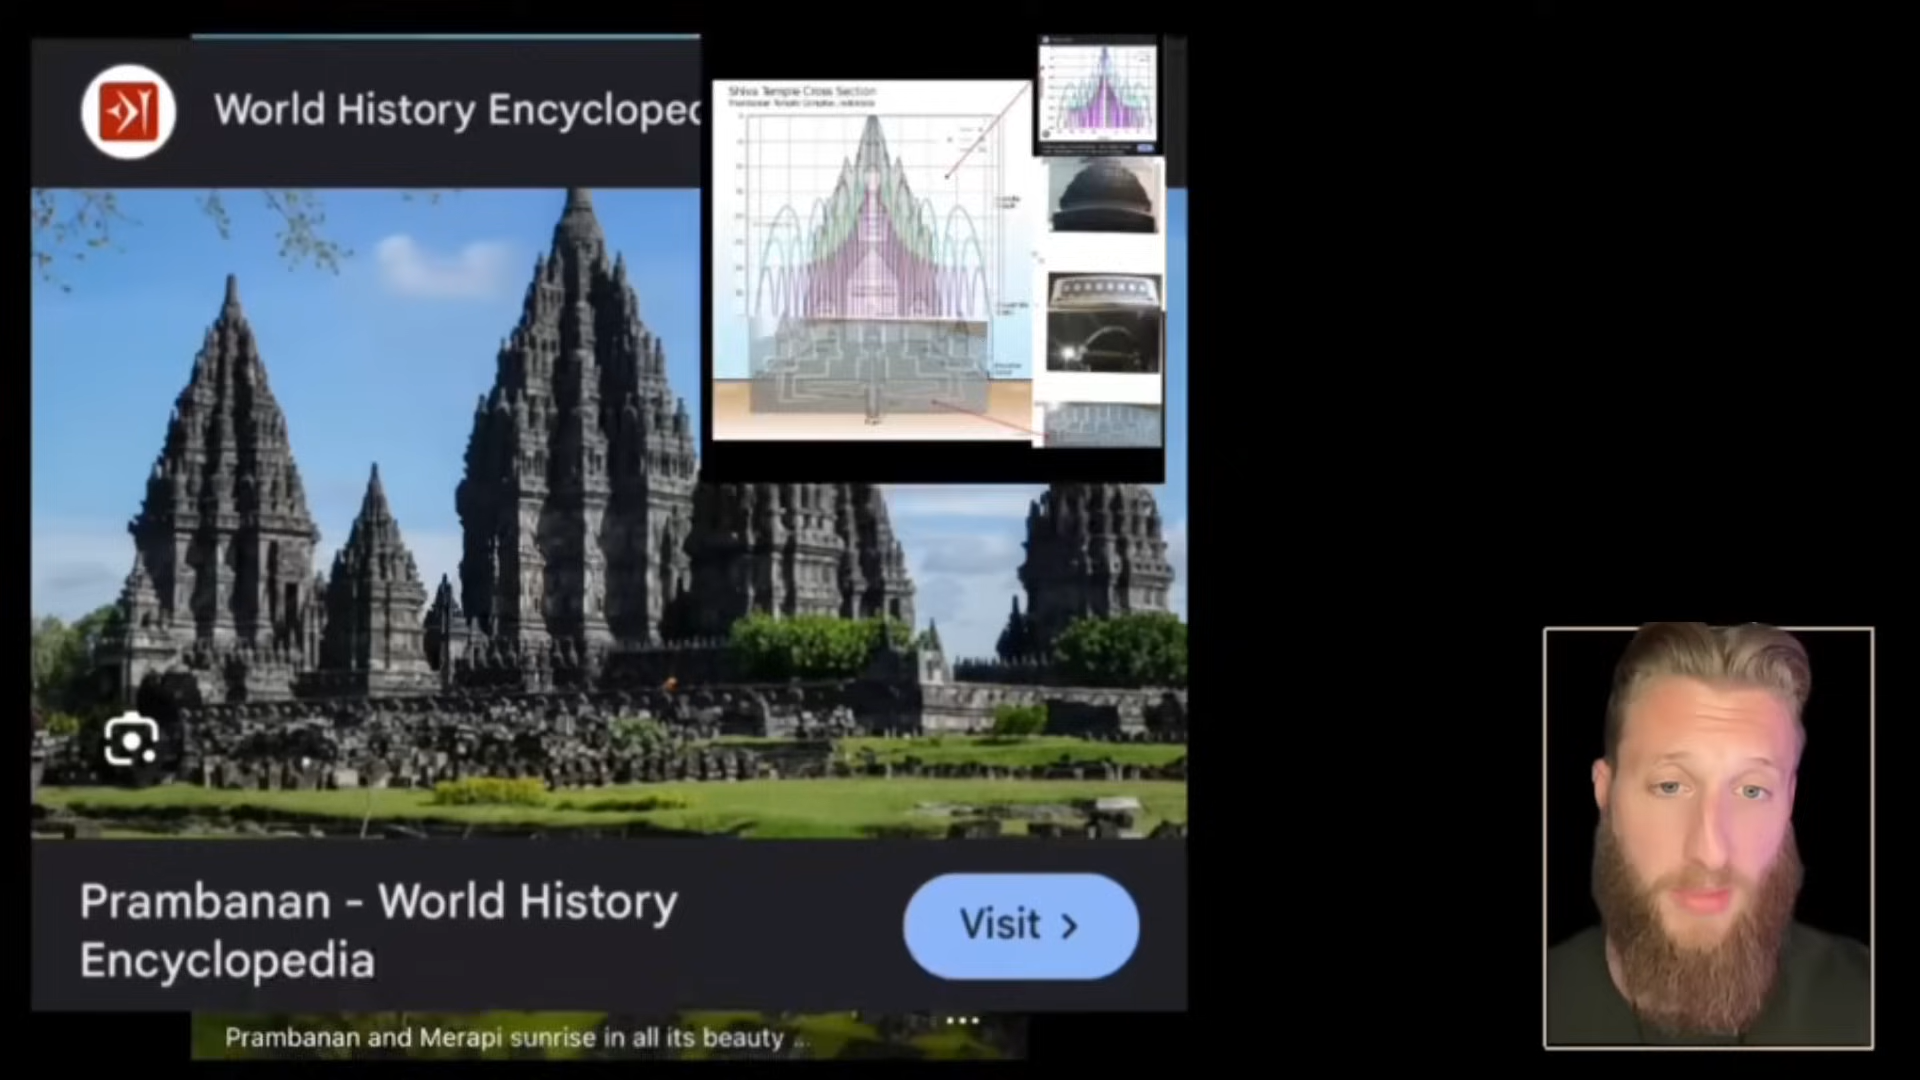 World History Encycloped
Shiva Temple Cross Section
Prambanan - World History
Encyclopedia
Visit >
Prambanan and Merapi sunrise in all its beauty ...